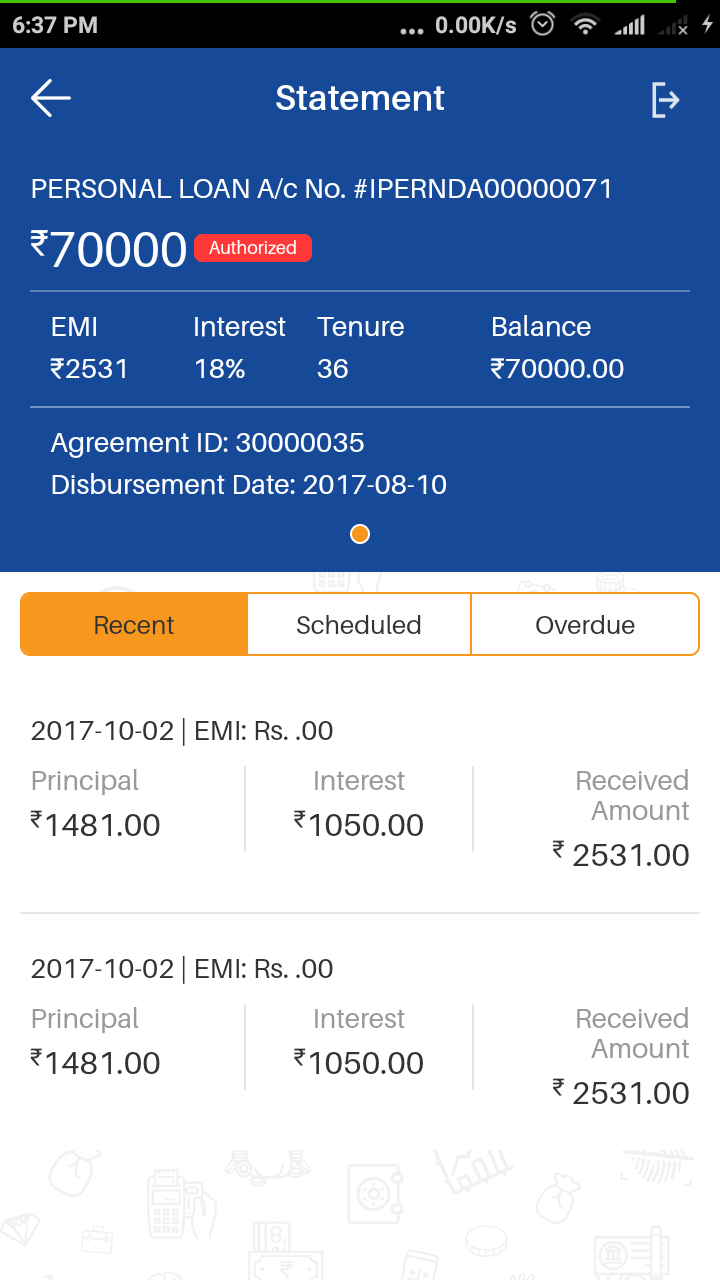 6:37 PM ... 0.00K/s
Statement
PERSONAL LOAN A/c No. #IPERNDA00000071
₹70000 Authorized
EMI Interest Tenure Balance
₹2531 18% 36 ₹70000.00
Agreement ID: 30000035
Disbursement Date: 2017-08-10
Recent Scheduled Overdue
2017-10-02 | EMI: Rs. .00
Principal Interest Received
Amount
₹1481.00 ₹1050.00 ₹ 2531.00
2017-10-02 | EMI: Rs. .00
Principal Interest Received
Amount
₹1481.00 ₹1050.00 ₹ 2531.00